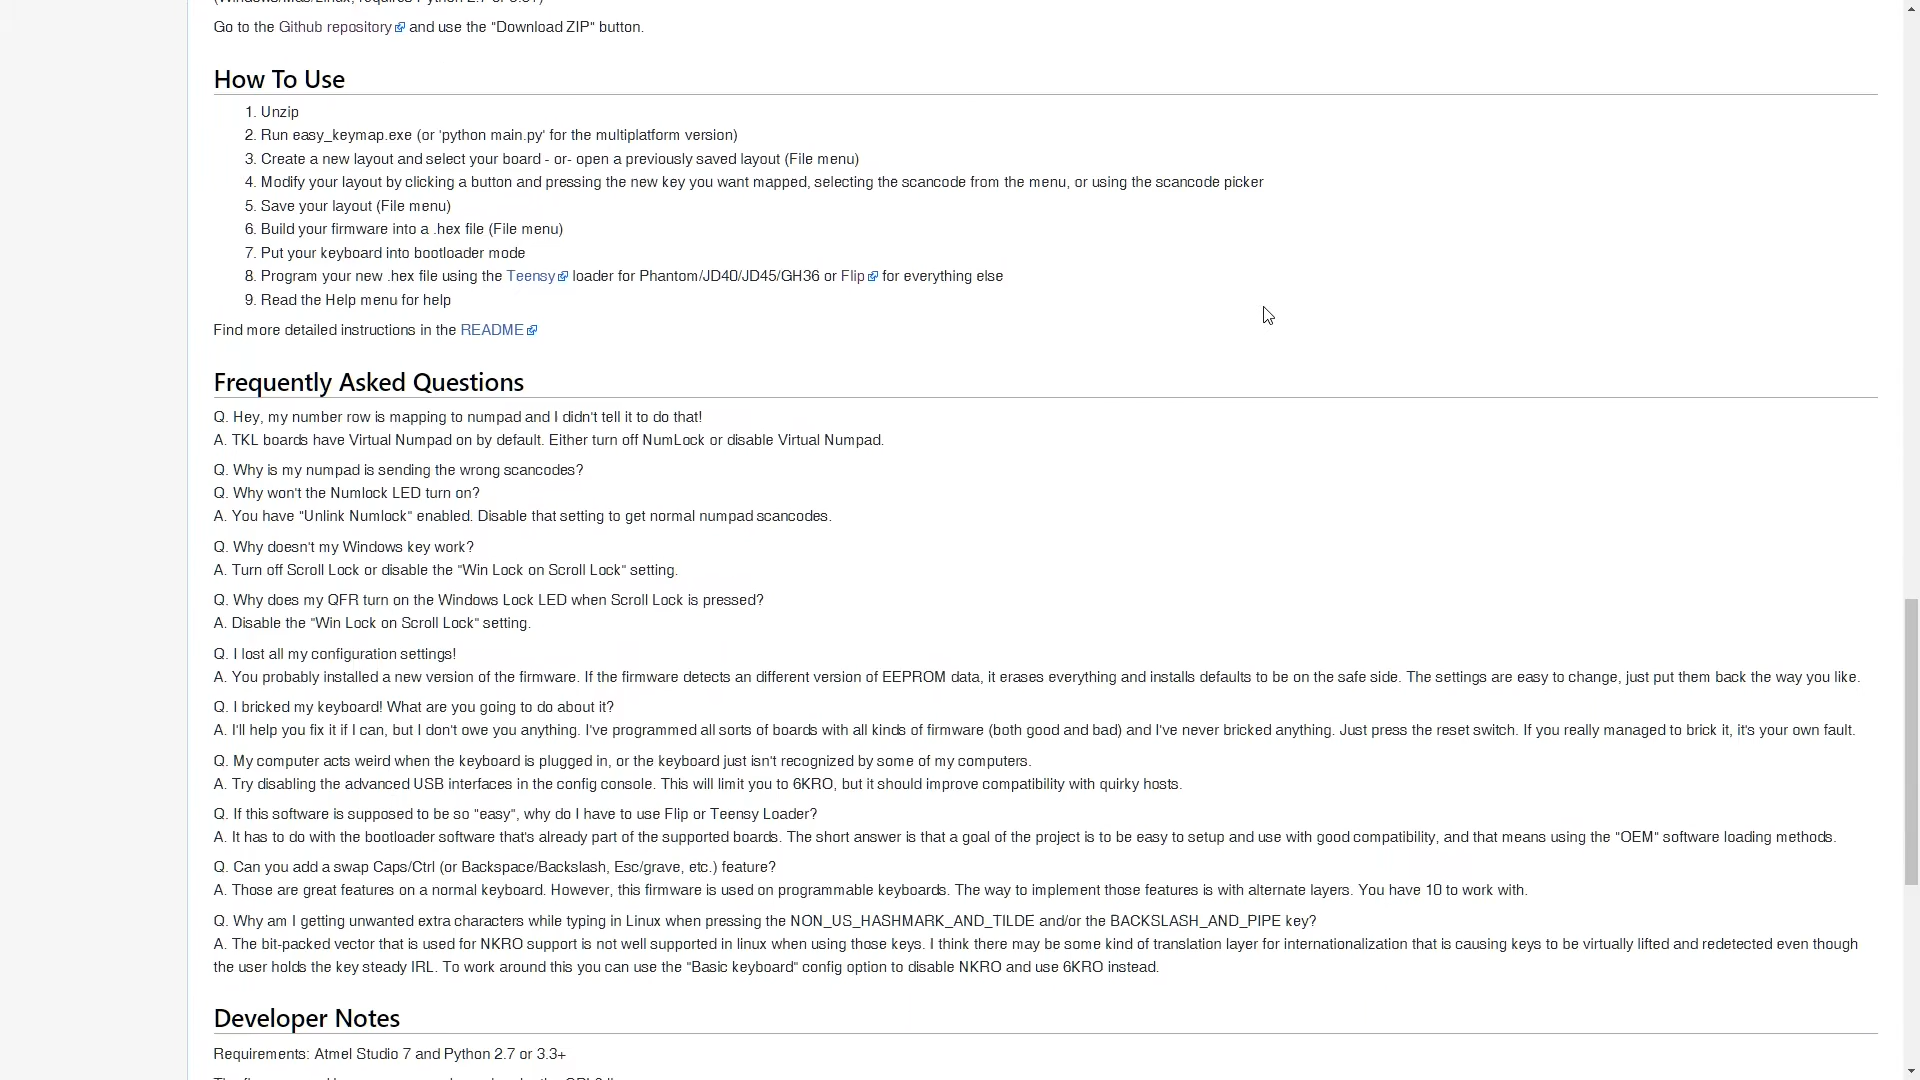 Go to the Github repository and use the "Download ZIP" button.
How To Use
1. Unzip
2. Run easy_keymap.exe (or 'python main.py' for the multiplatform version)
3. Create a new layout and select your board - or- open a previously saved layout (File menu)
4. Modify your layout by clicking a button and pressing the new key you want mapped, selecting the scancode from the menu, or using the scancode picker
5. Save your layout (File menu)
6. Build your firmware into a .hex file (File menu)
7. Put your keyboard into bootloader mode
8. Program your new .hex file using the Teensy loader for Phantom/JD40/JD45/GH36 or Flip for everything else
9. Read the Help menu for help
Find more detailed instructions in the README
Frequently Asked Questions
Q. Hey, my number row is mapping to numpad and I didn't tell it to do that!
A. TKL boards have Virtual Numpad on by default. Either turn off NumLock or disable Virtual Numpad.
Q. Why is my numpad is sending the wrong scancodes?
Q. Why won't the Numlock LED turn on?
A. You have "Unlink Numlock" enabled. Disable that setting to get normal numpad scancodes.
Q. Why doesn't my Windows key work?
A. Turn off Scroll Lock or disable the "Win Lock on Scroll Lock" setting.
Q. Why does my QFR turn on the Windows Lock LED when Scroll Lock is pressed?
A. Disable the "Win Lock on Scroll Lock" setting.
Q. I lost all my configuration settings!
A. You probably installed a new version of the firmware. If the firmware detects an different version of EEPROM data, it erases everything and installs defaults to be on the safe side. The settings are easy to change, just put them back the way you like.
Q. I bricked my keyboard! What are you going to do about it?
A. I'll help you fix it if I can, but I don't owe you anything. I've programmed all sorts of boards with all kinds of firmware (both good and bad) and I've never bricked anything. Just press the reset switch. If you really managed to brick it, it's your own fault.
Q. My computer acts weird when the keyboard is plugged in, or the keyboard just isn't recognized by some of my computers.
A. Try disabling the advanced USB interfaces in the config console. This will limit you to 6KRO, but it should improve compatibility with quirky hosts.
Q. If this software is supposed to be so "easy", why do I have to use Flip or Teensy Loader?
A. It has to do with the bootloader software that's already part of the supported boards. The short answer is that a goal of the project is to be easy to setup and use with good compatibility, and that means using the "OEM" software loading methods.
Q. Can you add a swap Caps/Ctrl (or Backspace/Backslash, Esc/grave, etc.) feature?
A. Those are great features on a normal keyboard. However, this firmware is used on programmable keyboards. The way to implement those features is with alternate layers. You have 10 to work with.
Q. Why am I getting unwanted extra characters while typing in Linux when pressing the NON_US_HASHMARK_AND_TILDE and/or the BACKSLASH_AND_PIPE key?
A. The bit-packed vector that is used for NKRO support is not well supported in linux when using those keys. I think there may be some kind of translation layer for internationalization that is causing keys to be virtually lifted and redetected even though
the user holds the key steady IRL. To work around this you can use the "Basic keyboard" config option to disable NKRO and use 6KRO instead.
Developer Notes
Requirements: Atmel Studio 7 and Python 2.7 or 3.3+